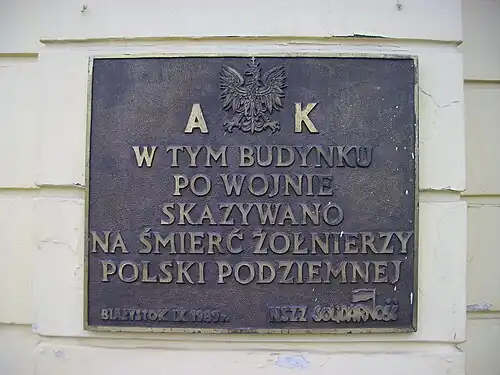 A K
W TYM BUDYNKU
PO WOJNIE
SKAZYWANO
NA ŚMIERĆ ŻOŁNIERZY
POLSKI PODZIEMNEJ
BIAŁYSTOK IX 1989 r. NSZZ SOLIDARNOŚĆ